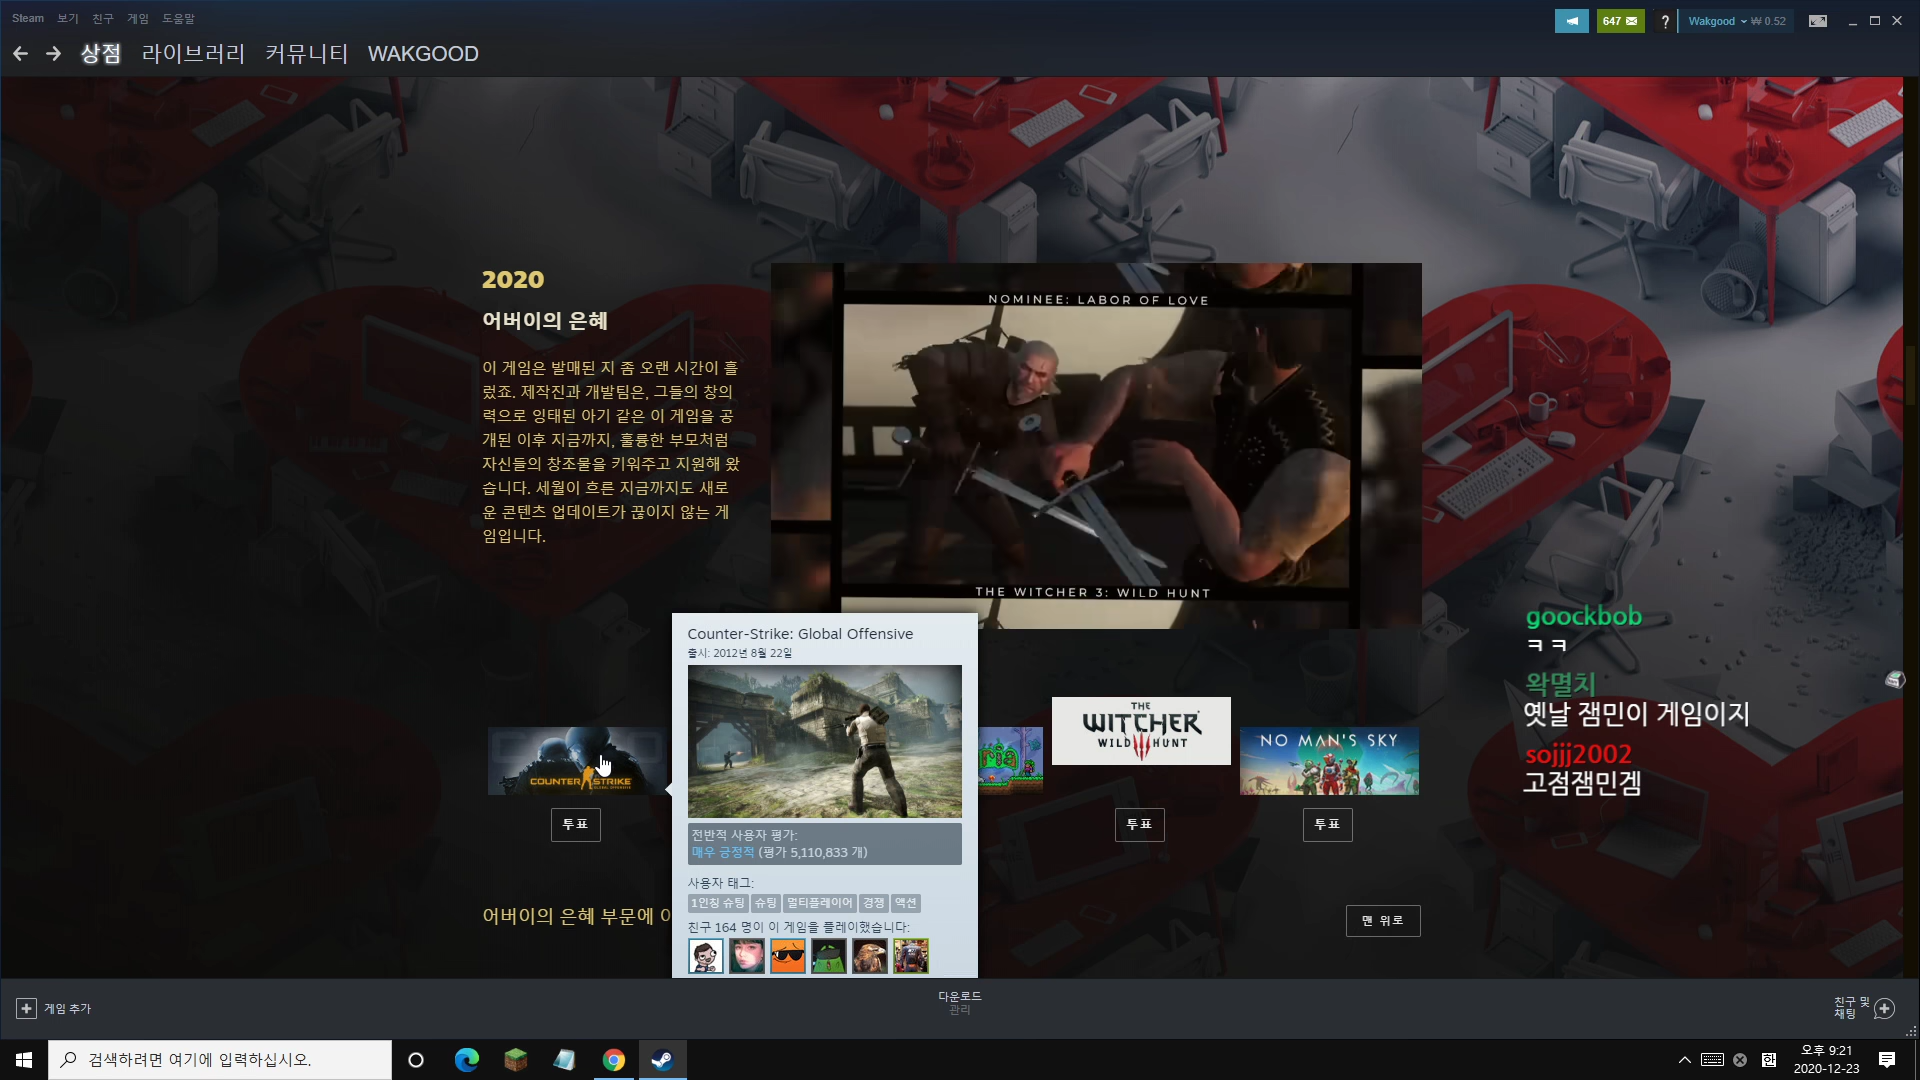 Steam 보기 친구 게임 도움말
647
?
Wakgood
₩ 0.52
상점 라이브러리 커뮤니티 WAKGOOD
2020
어버이의 은혜
이 게임은 발매된 지 좀 오랜 시간이 흘
렀죠. 제작진과 개발팀은, 그들의 창의
력으로 잉태된 아기 같은 이 게임을 공
개된 이후 지금까지, 훌륭한 부모처럼
자신들의 창조물을 키워주고 지원해 왔
습니다. 세월이 흐른 지금까지도 새로
운 콘텐츠 업데이트가 끊이지 않는 게
임입니다.
NOMINEE: LABOR OF LOVE
THE WITCHER 3: WILD HUNT
Counter-Strike: Global Offensive
출시: 2012년 8월 22일
전반적 사용자 평가:
매우 긍정적 (평가 5,110,833 개)
사용자 태그:
1인칭 슈팅 슈팅 멀티플레이어 경쟁 액션
친구 164 명이 이 게임을 플레이했습니다:
COUNTER STRIKE
GLOBAL OFFENSIVE
ria
THE
WITCHER
WILD HUNT
NO MAN'S SKY
투표
투표
투표
어버이의 은혜 부문에 이
맨 위로
goockbob
ㅋㅋ
왁멸치
옛날 잼민이 게임이지
sojjj2002
고점잼민겜
게임 추가
다운로드
관리
친구 및
채팅
검색하려면 여기에 입력하십시오.
한
오후 9:21
2020-12-23